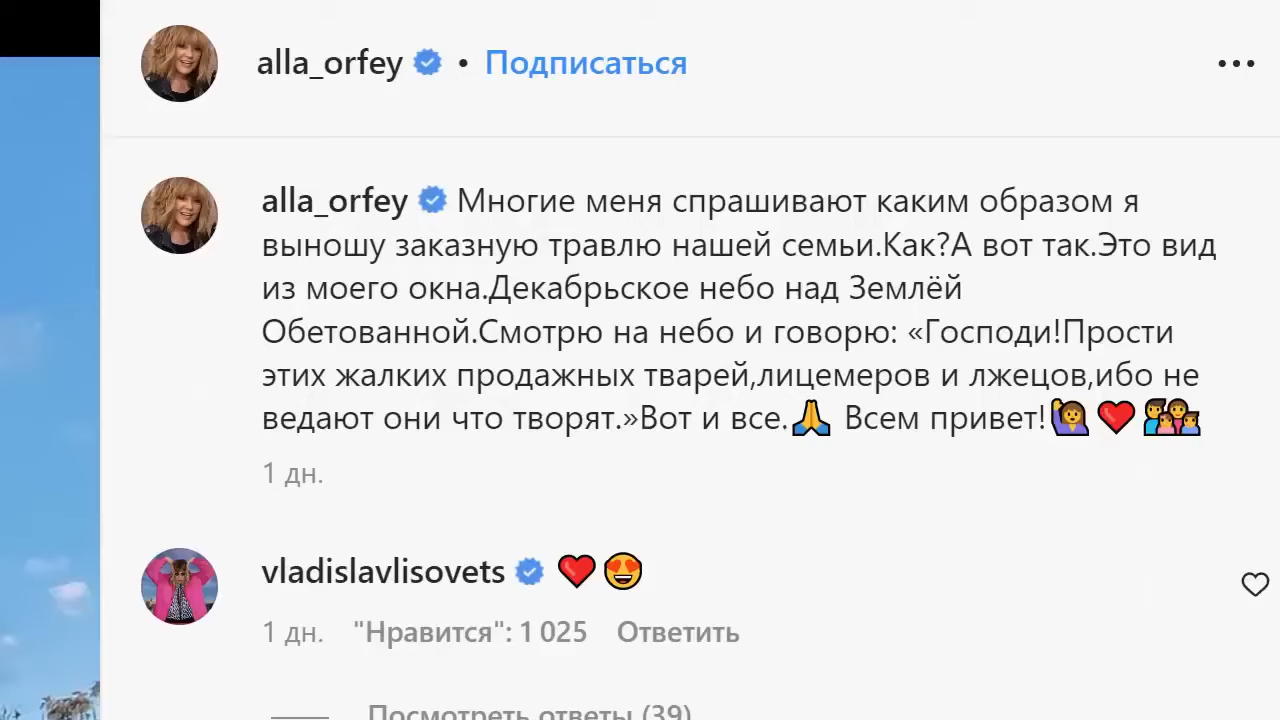 alla_orfey • Подписаться
alla_orfey Многие меня спрашивают каким образом я
выношу заказную травлю нашей семьи.Как?А вот так.Это вид
из моего окна.Декабрьское небо над Землёй
Обетованной.Смотрю на небо и говорю: «Господи!Прости
этих жалких продажных тварей,лицемеров и лжецов,ибо не
ведают они что творят.»Вот и все.🙏 Всем привет!🙋‍♀️❤️👨‍👩‍👧‍👦
1 дн.
vladislavlisovets ❤️😍
1 дн. "Нравится": 1 025 Ответить
Посмотреть ответы (39)